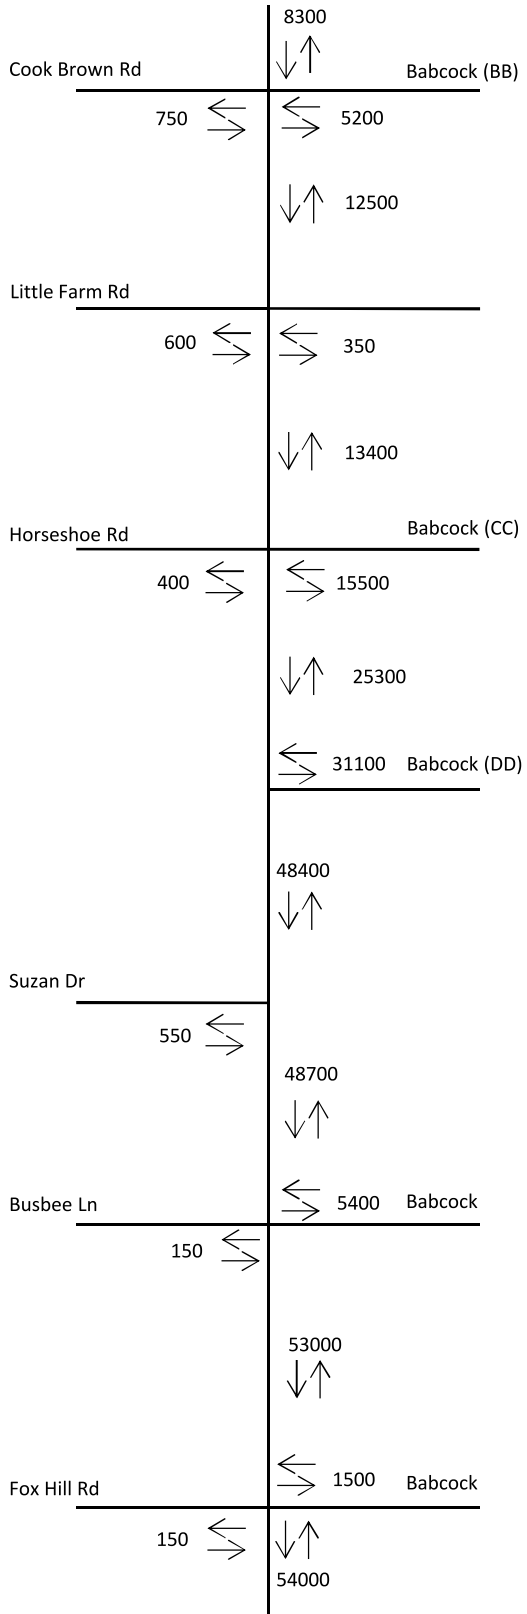 8300
Cook Brown Rd
Babcock (BB)
750
5200
12500
Little Farm Rd
600
350
13400
Horseshoe Rd
Babcock (CC)
400
15500
25300
31100
Babcock (DD)
48400
Suzan Dr
550
48700
Busbee Ln
5400
Babcock
150
53000
Fox Hill Rd
1500
Babcock
150
54000